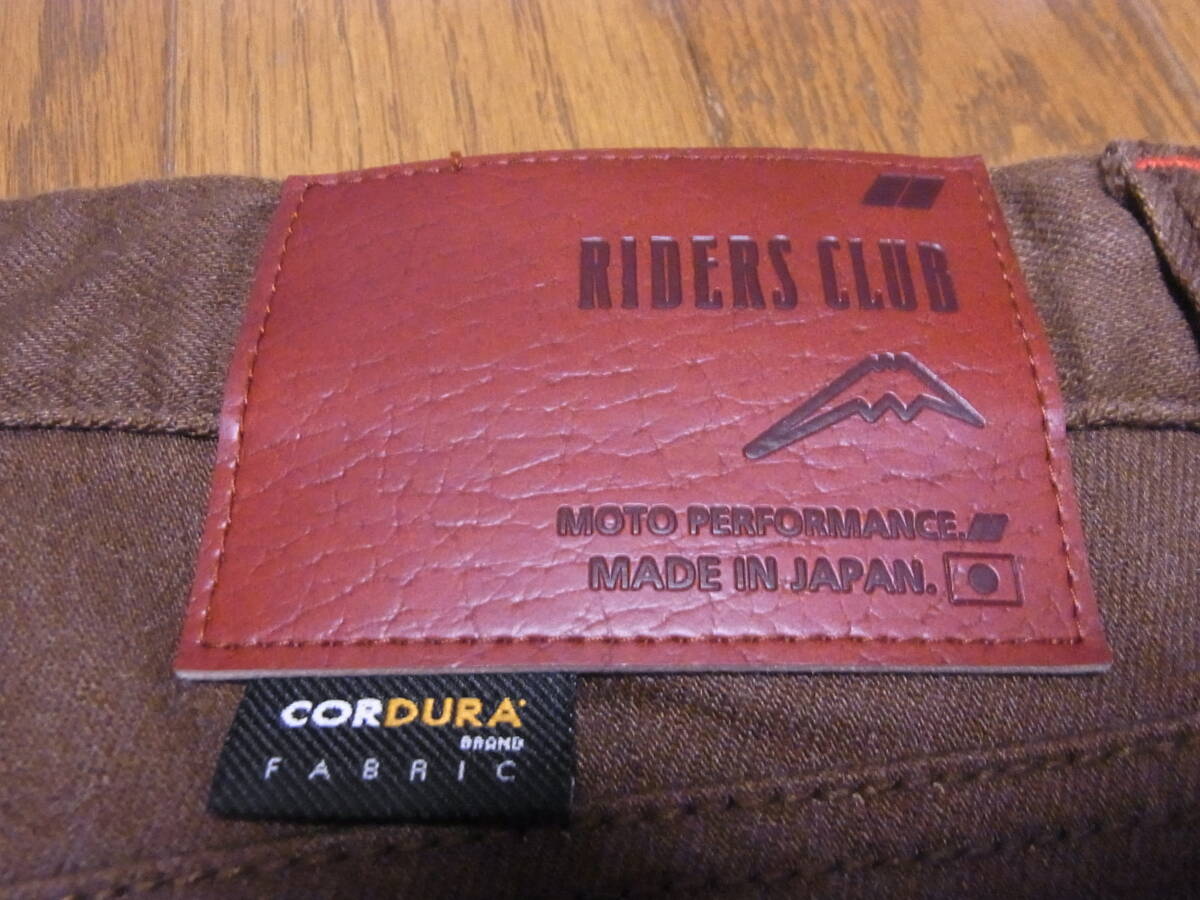 RIDERS CLUB
MOTO PERFORMANCE.
MADE IN JAPAN.
CORDURA
BRAND
FABRIC